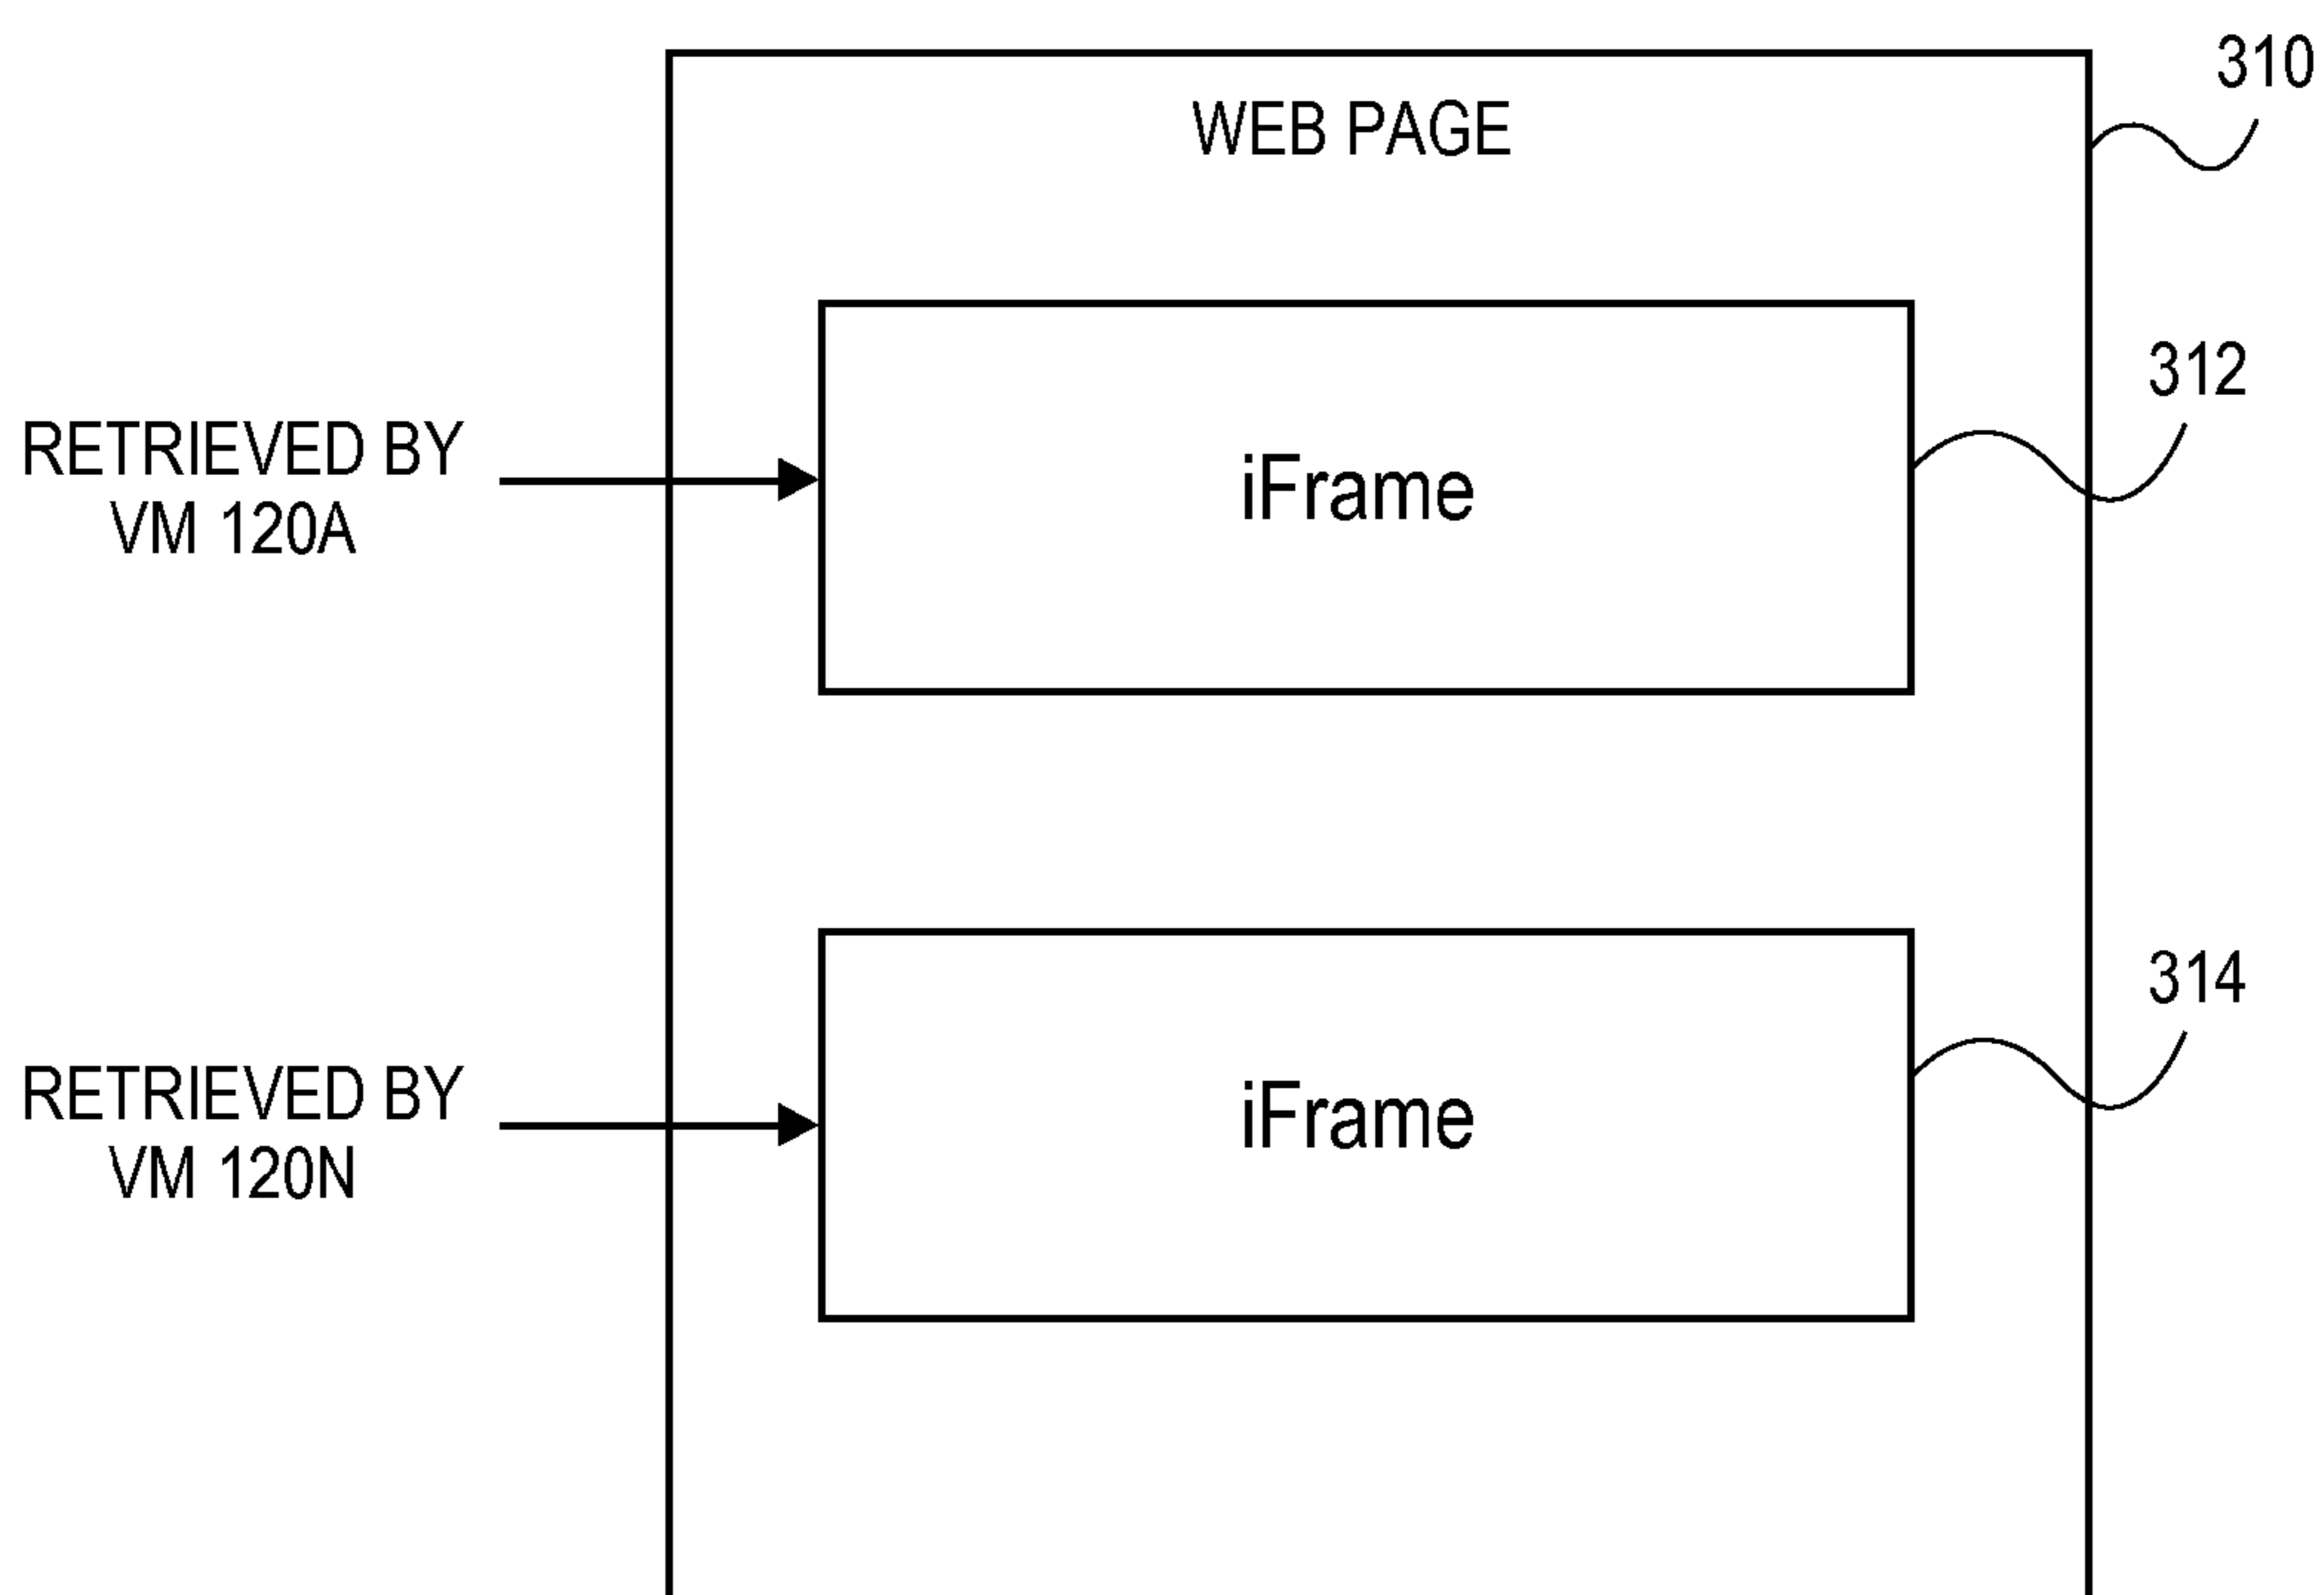 310
WEB PAGE
312
RETRIEVED BY
VM 120A
iFrame
314
RETRIEVED BY
VM 120N
iFrame